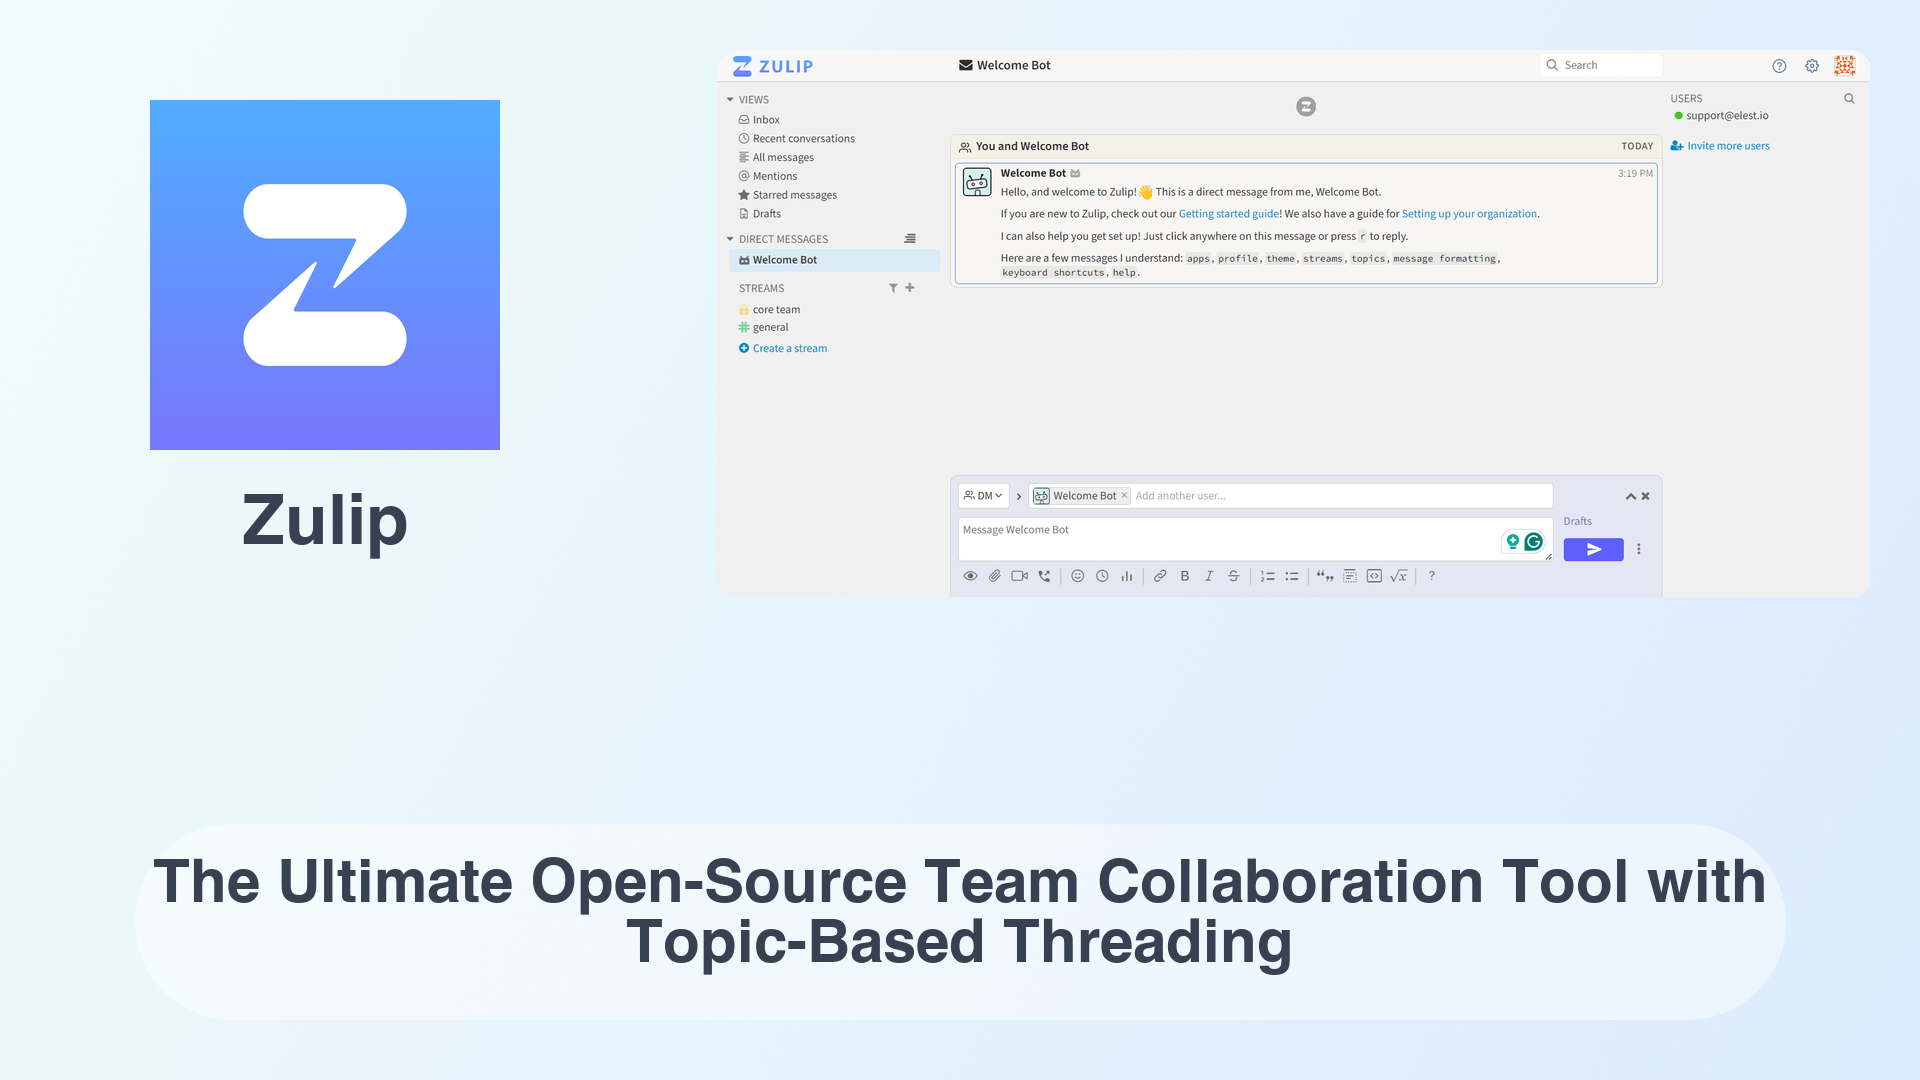 Zulip
ZULIP
Welcome Bot
Search
VIEWS
Inbox
Recent conversations
All messages
Mentions
Starred messages
Drafts
DIRECT MESSAGES
Welcome Bot
STREAMS
core team
general
Create a stream
You and Welcome Bot
TODAY
Welcome Bot
3:19 PM
Hello, and welcome to Zulip!👋 This is a direct message from me, Welcome Bot.
If you are new to Zulip, check out our Getting started guide! We also have a guide for Setting up your organization.
I can also help you get set up! Just click anywhere on this message or press r to reply.
Here are a few messages I understand: apps, profile, theme, streams, topics, message formatting,
keyboard shortcuts, help.
USERS
support@elest.io
Invite more users
DM
Welcome Bot
Add another user...
Message Welcome Bot
Drafts
The Ultimate Open-Source Team Collaboration Tool with
Topic-Based Threading